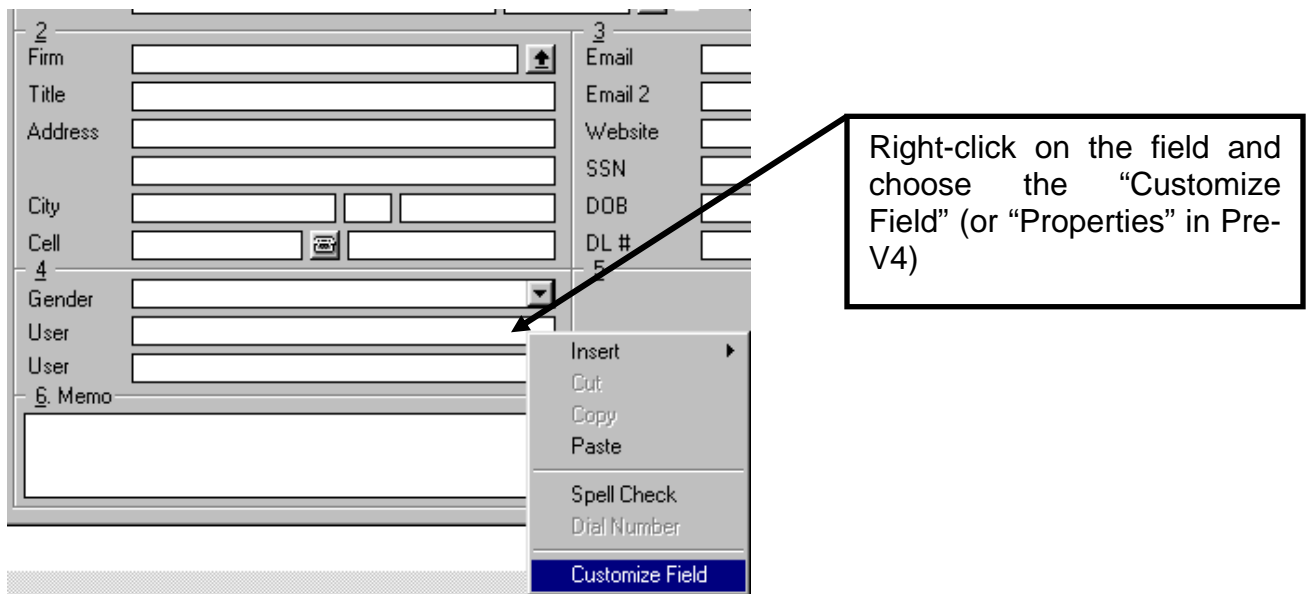 2
Firm
Title
Address
City
Cell
3
Email
Email 2
Website
SSN
DOB
DL #
4
Gender
User
User
5
6. Memo
Insert
Cut
Copy
Paste
Spell Check
Dial Number
Customize Field
Right-click on the field and
choose the “Customize
Field” (or “Properties” in Pre-
V4)